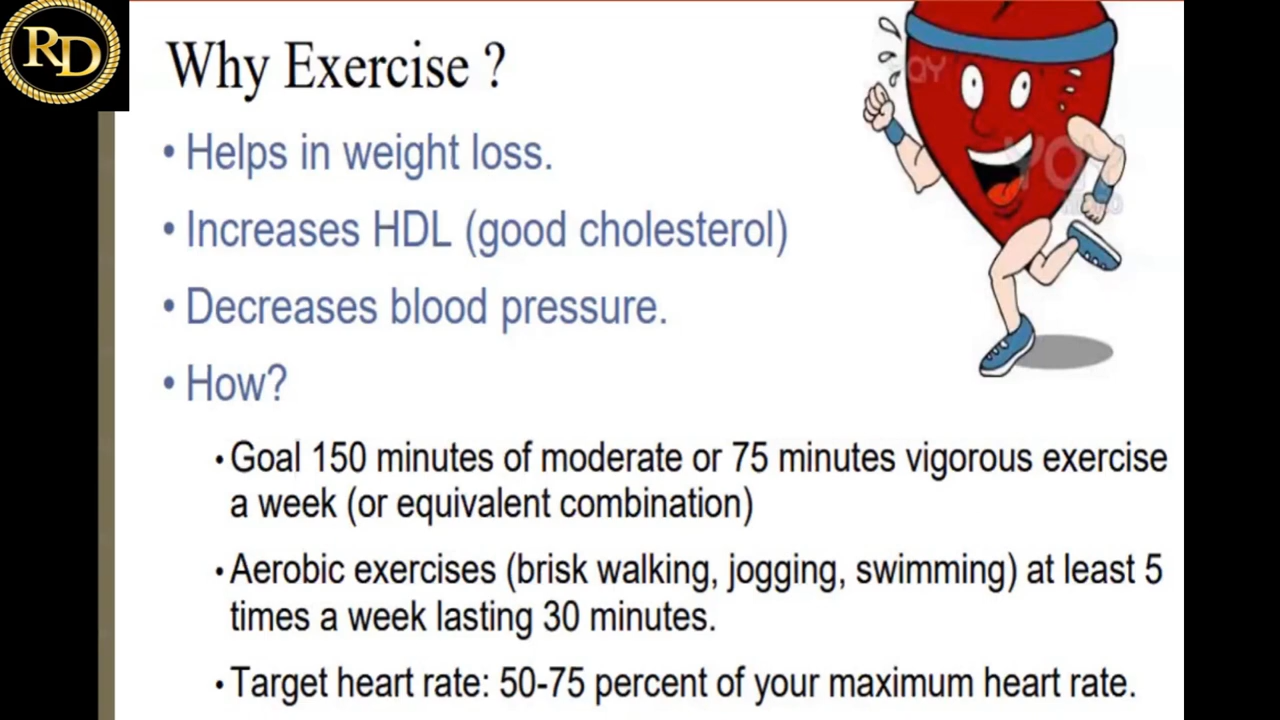 RD
Why Exercise ?
• Helps in weight loss.
• Increases HDL (good cholesterol)
• Decreases blood pressure.
• How?
• Goal 150 minutes of moderate or 75 minutes vigorous exercise
a week (or equivalent combination)
• Aerobic exercises (brisk walking, jogging, swimming) at least 5
times a week lasting 30 minutes.
• Target heart rate: 50-75 percent of your maximum heart rate.